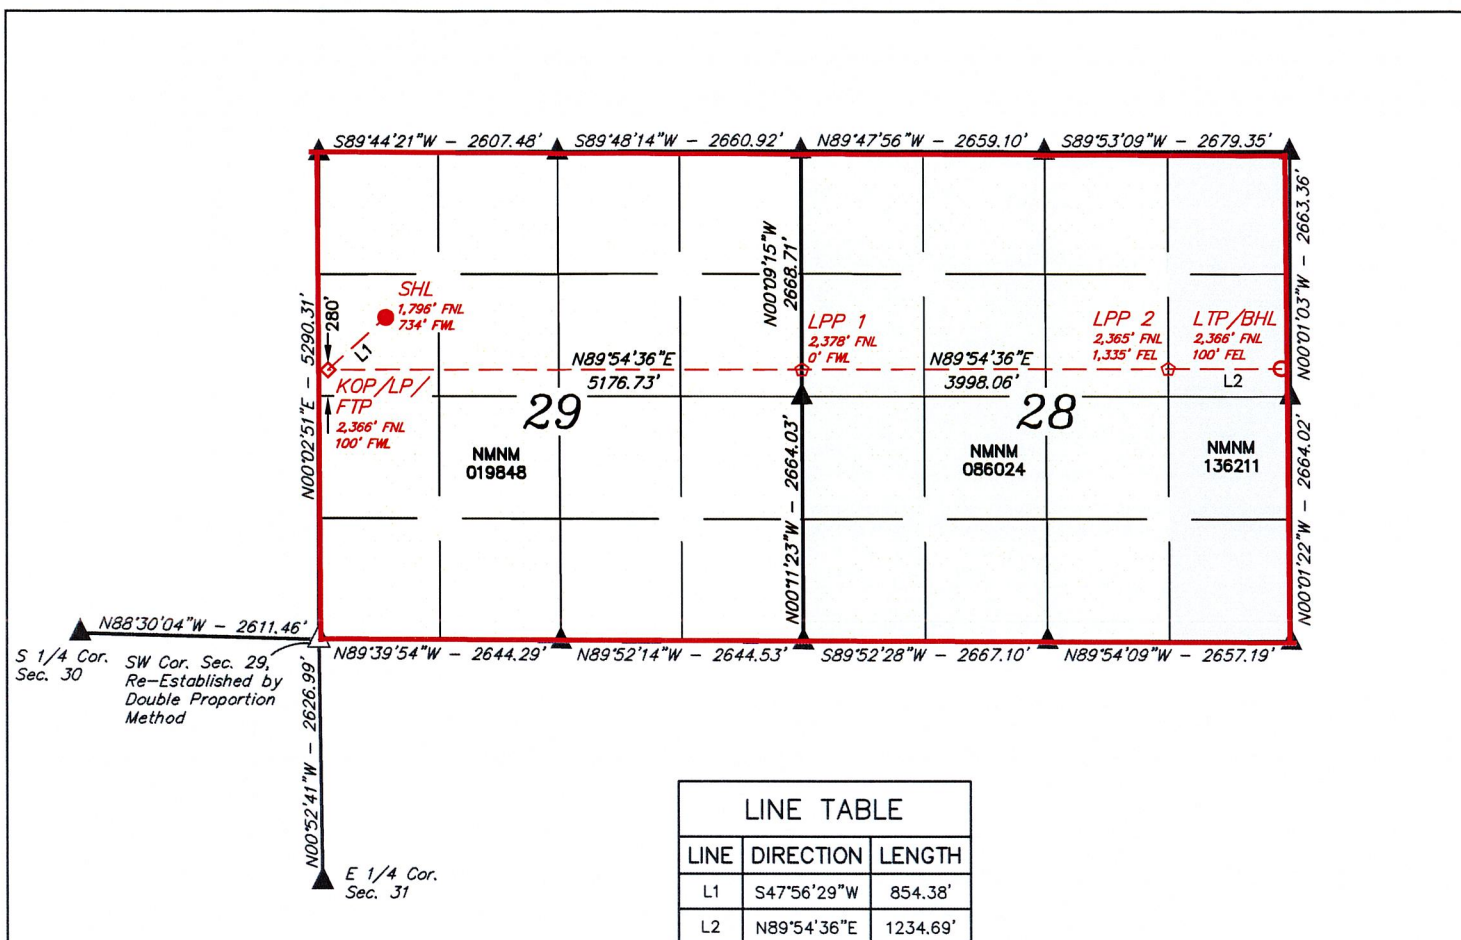 S89°44'21"W - 2607.48'
S89°48'14"W - 2660.92'
N89°47'56"W - 2659.10'
S89°53'09"W - 2679.35'
N00°02'51"E - 5290.31'
280'
SHL
1,796' FNL
734' FWL
L1
KOP/LP/
FTP
2,366' FNL
100' FWL
N89°54'36"E
5176.73'
29
NMNM
019848
N00°09'15"W
2668.71'
LPP 1
2,378' FNL
0' FWL
N89°54'36"E
3998.06'
28
NMNM
086024
LPP 2
2,365' FNL
1,335' FEL
LTP/BHL
2,366' FNL
100' FEL
L2
NMNM
136211
N00°01'03"W - 2663.36'
N00°01'22"W - 2664.02'
N00°11'23"W - 2664.03'
N88°30'04"W - 2611.46'
N89°39'54"W - 2644.29'
N89°52'14"W - 2644.53'
S89°52'28"W - 2667.10'
N89°54'09"W - 2657.19'
S 1/4 Cor.
Sec. 30
SW Cor. Sec. 29,
Re-Established by
Double Proportion
Method
N00°52'41"W - 2626.99'
E 1/4 Cor.
Sec. 31
LINE TABLE
LINE DIRECTION LENGTH
L1 S47°56'29"W 854.38'
L2 N89°54'36"E 1234.69'